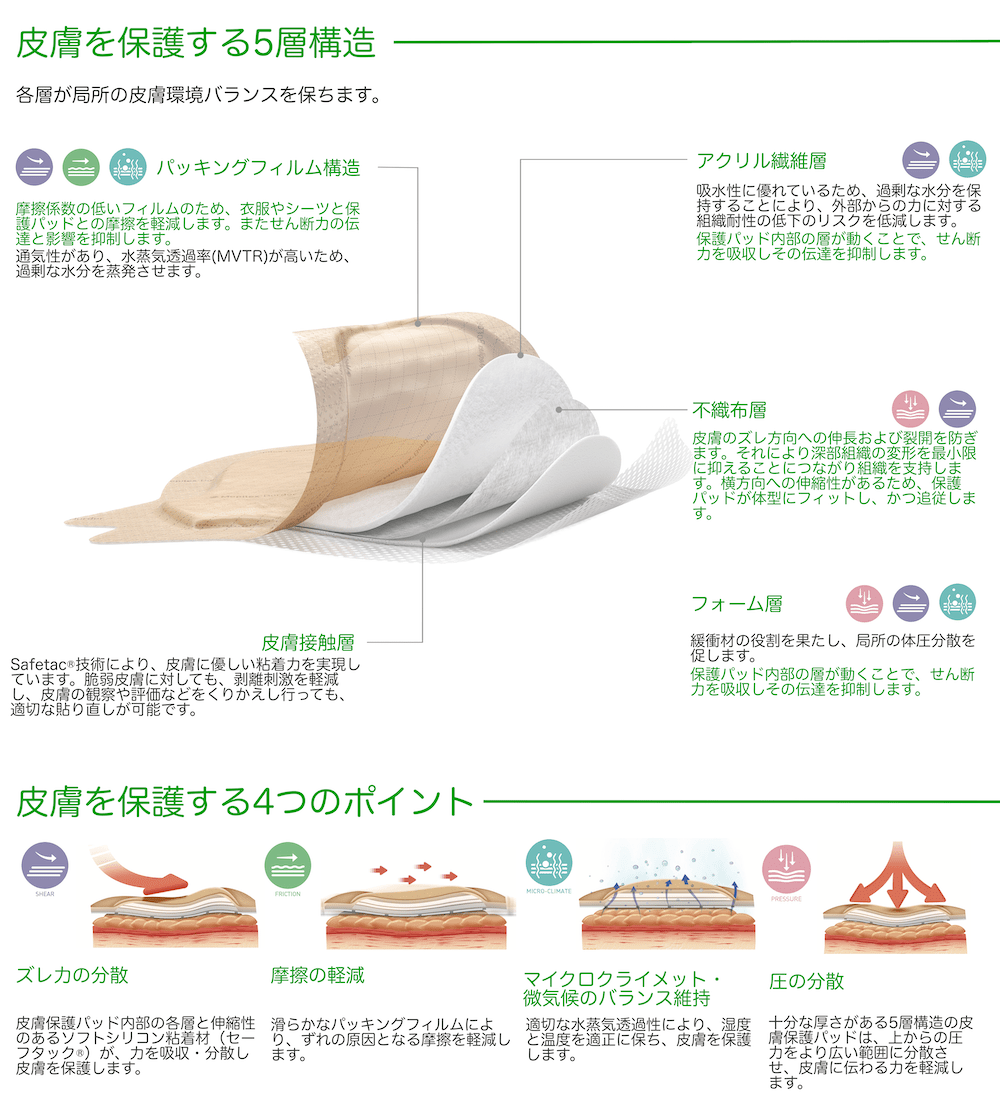 皮膚を保護する5層構造
各層が局所の皮膚環境バランスを保ちます。
パッキングフィルム構造
摩擦係数の低いフィルムのため、衣服やシーツと保
護パッドとの摩擦を軽減します。またせん断力の伝
達と影響を抑制します。
通気性があり、水蒸気透過率(MVTR)が高いため、
過剰な水分を蒸発させます。
アクリル繊維層
吸水性に優れているため、過剰な水分を保
持することにより、外部からの力に対する
組織耐性の低下のリスクを低減します。
保護パッド内部の層が動くことで、せん断
力を吸収しその伝達を抑制します。
不織布層
皮膚のズレ方向への伸長および裂開を防ぎ
ます。それにより深部組織の変形を最小限
に抑えることにつながり組織を支持しま
す。横方向への伸縮性があるため、保護
パッドが体型にフィットし、かつ追従しま
す。
フォーム層
緩衝材の役割を果たし、局所の体圧分散を
促します。
保護パッド内部の層が動くことで、せん断
力を吸収しその伝達を抑制します。
皮膚接触層
Safetac®技術により、皮膚に優しい粘着力を実現し
ています。脆弱皮膚に対しても、剥離刺激を軽減
し、皮膚の観察や評価などをくりかえし行っても、
適切な貼り直しが可能です。
皮膚を保護する4つのポイント
SHEAR
ズレ力の分散
皮膚保護パッド内部の各層と伸縮性
のあるソフトシリコン粘着材（セー
フタック®）が、力を吸収・分散し
皮膚を保護します。
FRICTION
摩擦の軽減
滑らかなパッキングフィルムによ
り、ずれの原因となる摩擦を軽減し
ます。
MICRO-CLIMATE
マイクロクライメット・
微気候のバランス維持
適切な水蒸気透過性により、湿度
と温度を適正に保ち、皮膚を保護
します。
PRESSURE
圧の分散
十分な厚さがある5層構造の皮
膚保護パッドは、上からの圧
力をより広い範囲に分散さ
せ、皮膚に伝わる力を軽減し
ます。